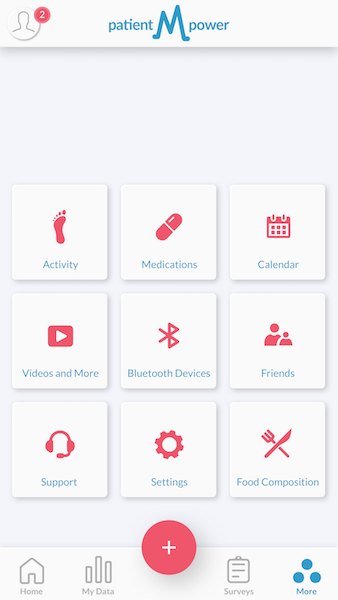 2
patient M power
Activity
Medications
Calendar
Videos and More
Bluetooth Devices
Friends
Support
Settings
Food Composition
+
Home
My Data
Surveys
More